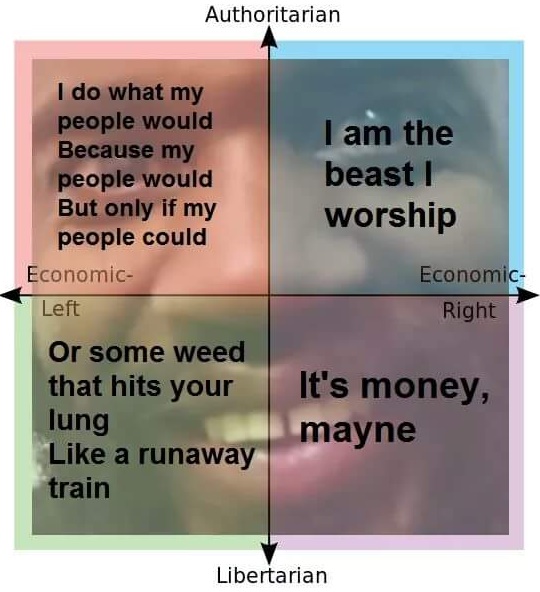 Authoritarian
I do what my
people would
Because my
people would
But only if my
people could
I am the
beast I
worship
Economic-
Left
Economic-
Right
Or some weed
that hits your
lung
Like a runaway
train
It's money,
mayne
Libertarian